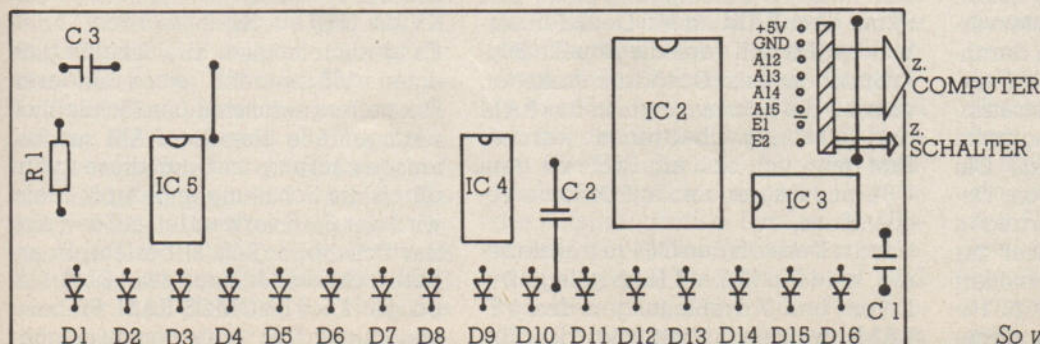 C 3
R 1
IC 5
IC 4
C 2
IC 2
+5V
GND
A12
A13
A14
A15
E1
E2
Z.
COMPUTER
Z.
SCHALTER
IC 3
C 1
D1 D2 D3 D4 D5 D6 D7 D8 D9 D10 D11 D12 D13 D14 D15 D16
So